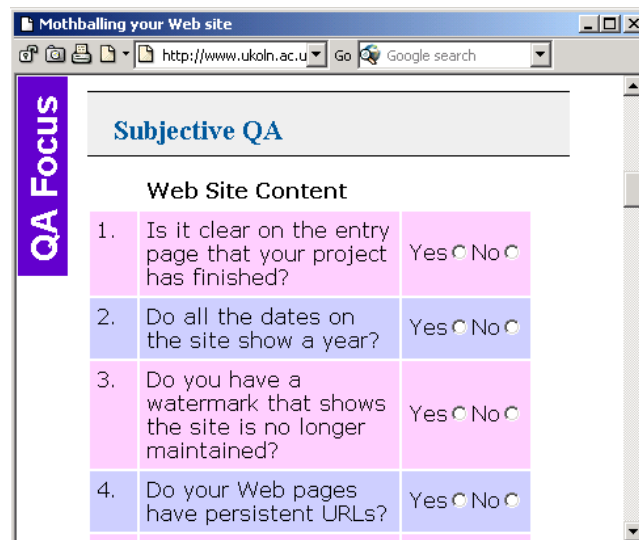 Mothballing your Web site
http://www.ukoln.ac.u
Go
Google search
QA Focus
Subjective QA
Web Site Content
1. Is it clear on the entry
page that your project
has finished?
Yes No
2. Do all the dates on
the site show a year?
Yes No
3. Do you have a
watermark that shows
the site is no longer
maintained?
Yes No
4. Do your Web pages
have persistent URLs?
Yes No